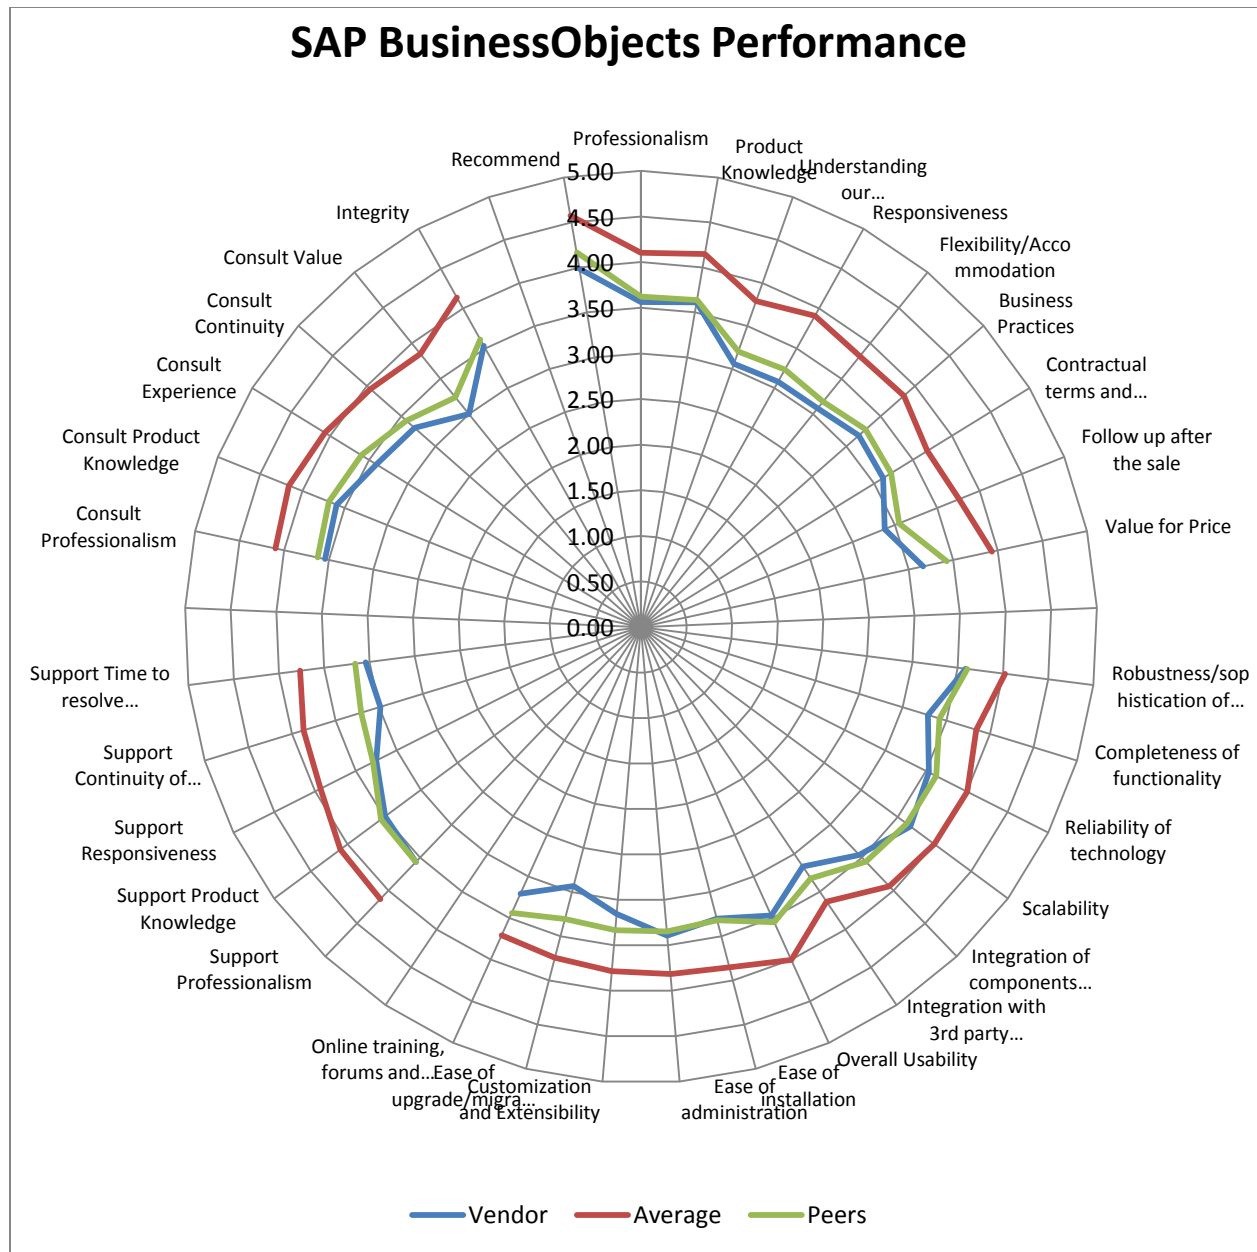 SAP BusinessObjects Performance
Professionalism
Product
Knowledge
Understanding
our...
Responsiveness
Flexibility/Acco
mmodation
Business
Practices
Contractual
terms and...
Follow up after
the sale
Value for Price
Robustness/sop
histication of...
Completeness of
functionality
Reliability of
technology
Scalability
Integration of
components...
Integration with
3rd party...
Overall Usability
Ease of
installation
Ease of
administration
Customization
and Extensibility
Ease of
upgrade/migra...
Online training,
forums and...
Support
Professionalism
Support Product
Knowledge
Support
Responsiveness
Support
Continuity of...
Support Time to
resolve...
Consult
Professionalism
Consult Product
Knowledge
Consult
Experience
Consult
Continuity
Consult Value
Integrity
Recommend
5.00
4.50
4.00
3.50
3.00
2.50
2.00
1.50
1.00
0.50
0.00
Vendor
Average
Peers